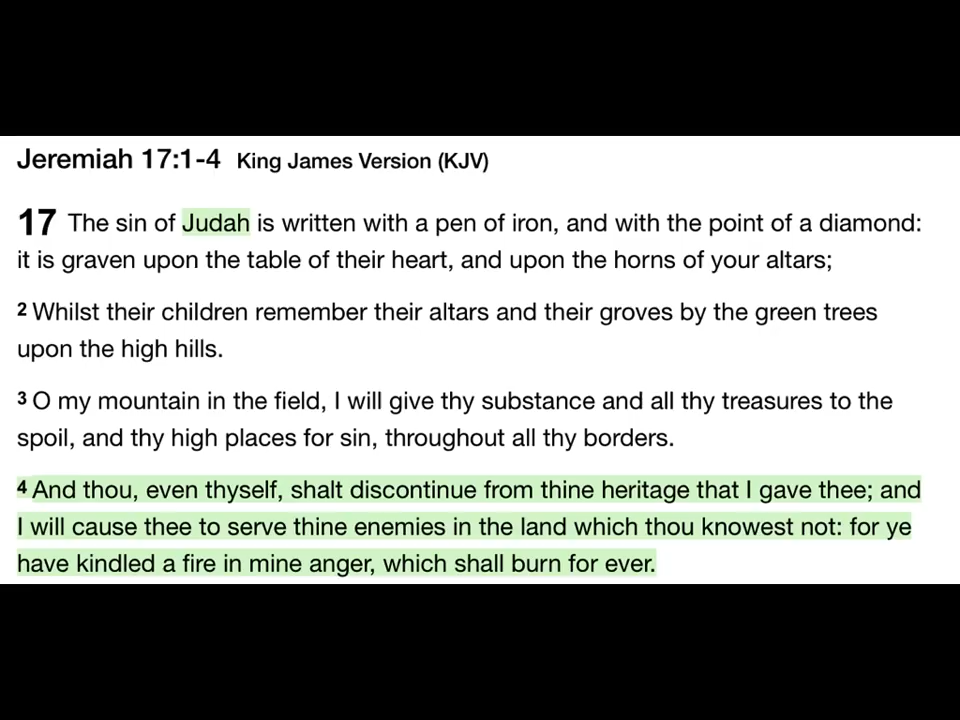 Jeremiah 17:1-4 King James Version (KJV)
17 The sin of Judah is written with a pen of iron, and with the point of a diamond:
it is graven upon the table of their heart, and upon the horns of your altars;
2 Whilst their children remember their altars and their groves by the green trees
upon the high hills.
3 O my mountain in the field, I will give thy substance and all thy treasures to the
spoil, and thy high places for sin, throughout all thy borders.
4 And thou, even thyself, shalt discontinue from thine heritage that I gave thee; and
I will cause thee to serve thine enemies in the land which thou knowest not: for ye
have kindled a fire in mine anger, which shall burn for ever.